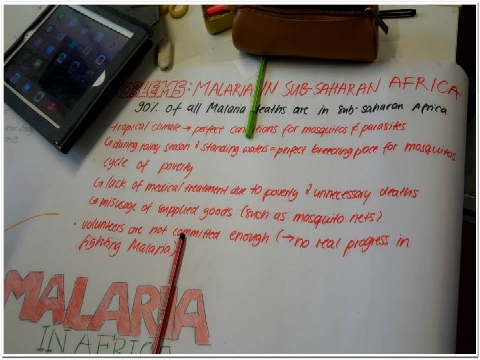 PROBLEMS: MALARIA IN SUB-SAHARAN AFRICA
90% of all Malaria deaths are in sub-saharan Africa
- tropical climate → perfect conditions for mosquitos & parasites
↳ during rainy season & standing waters = perfect breeding place for mosquitos
cycle of poverty
↳ lack of medical treatment due to poverty & unnecessary deaths
↳ misusage of supplied goods (such as mosquito nets)
• volunteers are not committed enough (→ no real progress in
fighting Malaria)
MALARIA
IN AFRICA